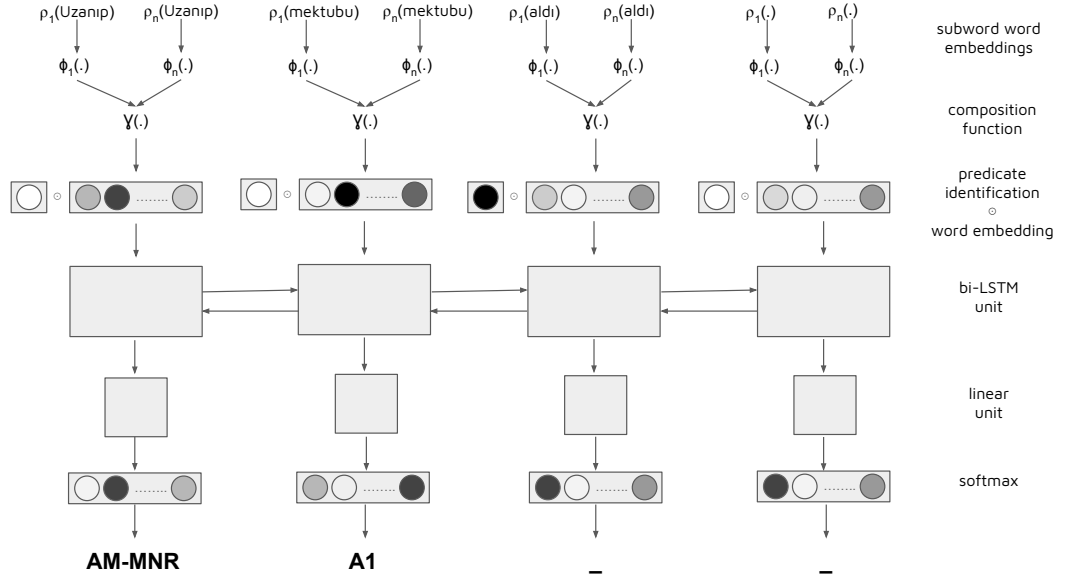 ρ1(Uzanıp) ρn(Uzanıp) ρ1(mektubu) ρn(mektubu) ρ1(aldı) ρn(aldı) ρ1(.) ρn(.)
subword word
embeddings
ϕ1(.) ϕn(.) ϕ1(.) ϕn(.) ϕ1(.) ϕn(.) ϕ1(.) ϕn(.)
composition
function
Ɣ(.) Ɣ(.) Ɣ(.) Ɣ(.)
predicate
identification
⊙
word embedding
⊙ ........ ⊙ ........ ⊙ ........ ⊙ ........
bi-LSTM
unit
linear
unit
softmax
........ ........ ........ ........
AM-MNR A1 _ _